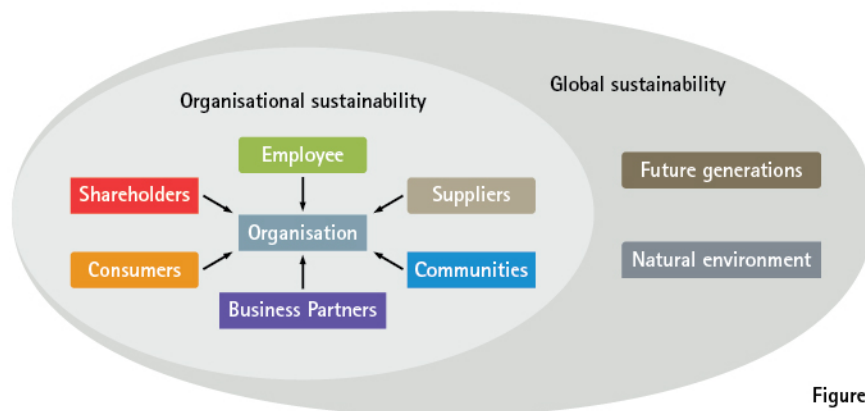 Global sustainability
Organisational sustainability
Employee
Future generations
Shareholders
Suppliers
Organisation
Consumers
Communities
Natural environment
Business Partners
Figure